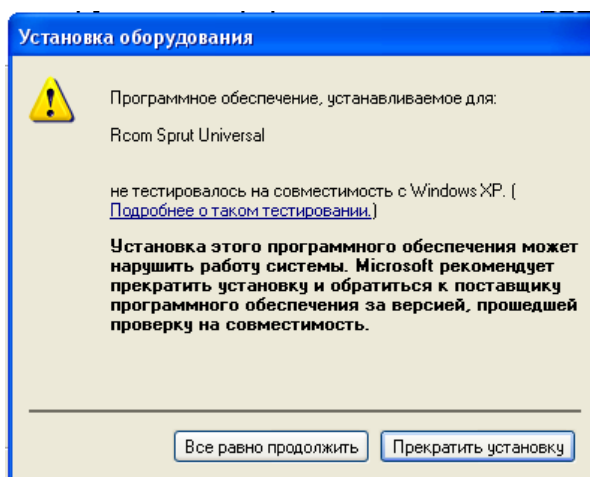 Установка оборудования
Программное обеспечение, устанавливаемое для:
Rcom Sprut Universal
не тестировалось на совместимость с Windows XP. (
Подробнее о таком тестировании.)
Установка этого программного обеспечения может
нарушить работу системы. Microsoft рекомендует
прекратить установку и обратиться к поставщику
программного обеспечения за версией, прошедшей
проверку на совместимость.
Все равно продолжить
Прекратить установку